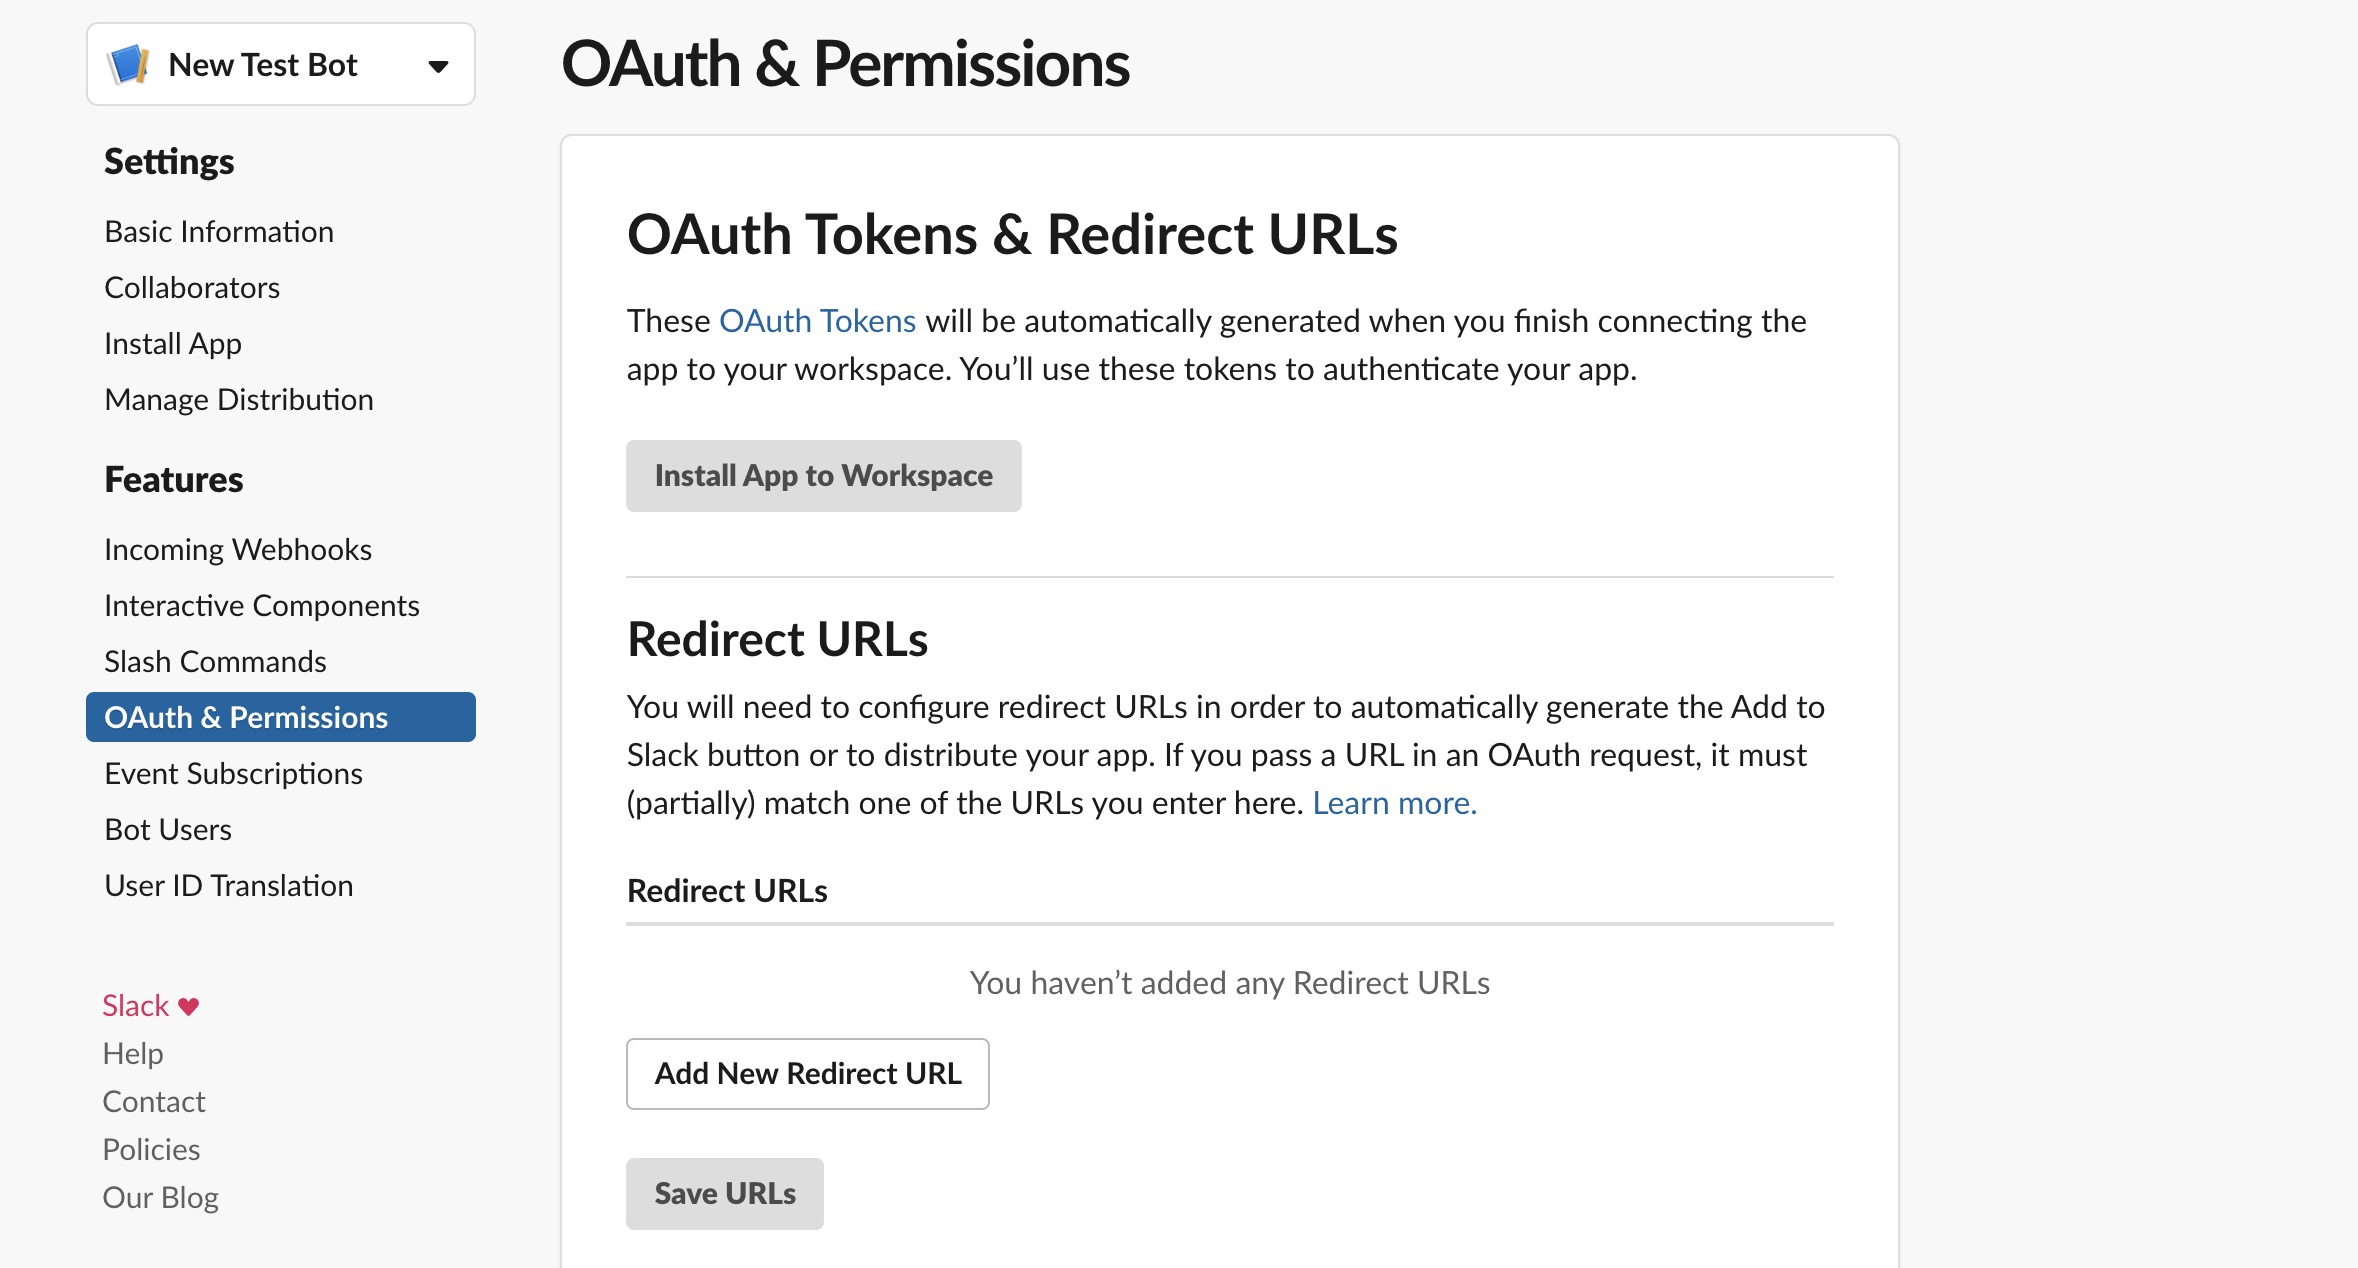 New Test Bot
Settings
Basic Information
Collaborators
Install App
Manage Distribution
Features
Incoming Webhooks
Interactive Components
Slash Commands
OAuth & Permissions
Event Subscriptions
Bot Users
User ID Translation
Slack ♥
Help
Contact
Policies
Our Blog
OAuth & Permissions
OAuth Tokens & Redirect URLs
These OAuth Tokens will be automatically generated when you finish connecting the
app to your workspace. You’ll use these tokens to authenticate your app.
Install App to Workspace
Redirect URLs
You will need to configure redirect URLs in order to automatically generate the Add to
Slack button or to distribute your app. If you pass a URL in an OAuth request, it must
(partially) match one of the URLs you enter here. Learn more.
Redirect URLs
You haven’t added any Redirect URLs
Add New Redirect URL
Save URLs